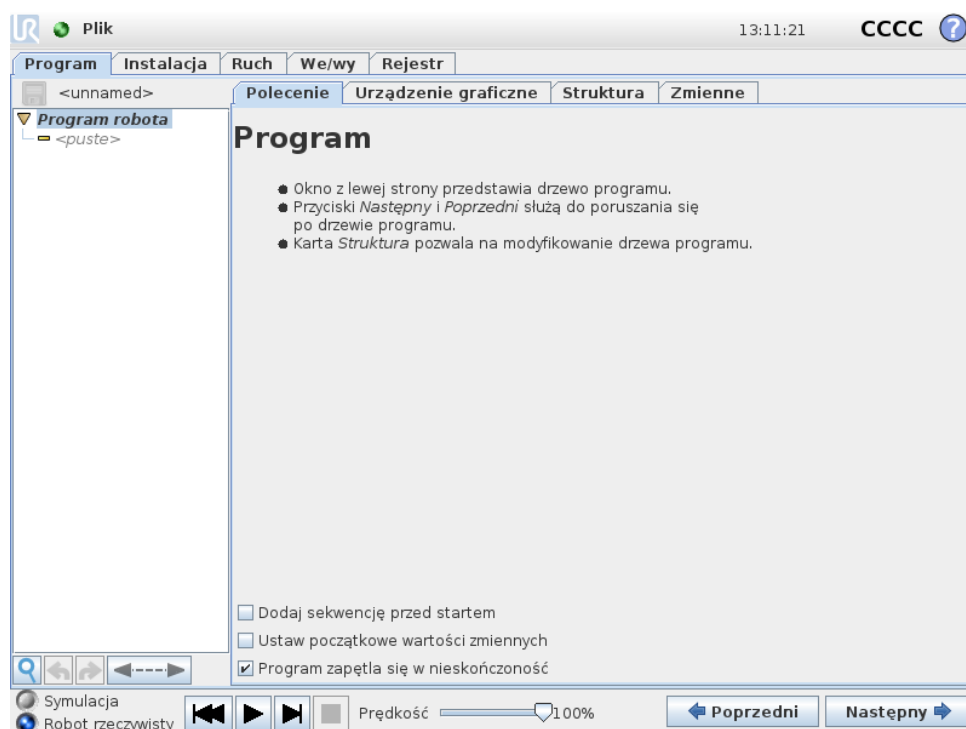 UR Plik 13:11:21 CCCC ?
Program Instalacja Ruch We/wy Rejestr
<unnamed> Polecenie Urządzenie graficzne Struktura Zmienne
Program robota
<puste>
Program
Okno z lewej strony przedstawia drzewo programu.
Przyciski Następny i Poprzedni służą do poruszania się
po drzewie programu.
Karta Struktura pozwala na modyfikowanie drzewa programu.
Dodaj sekwencję przed startem
Ustaw początkowe wartości zmiennych
Program zapętla się w nieskończoność
Symulacja
Robot rzeczywisty
Prędkość 100% Poprzedni Następny